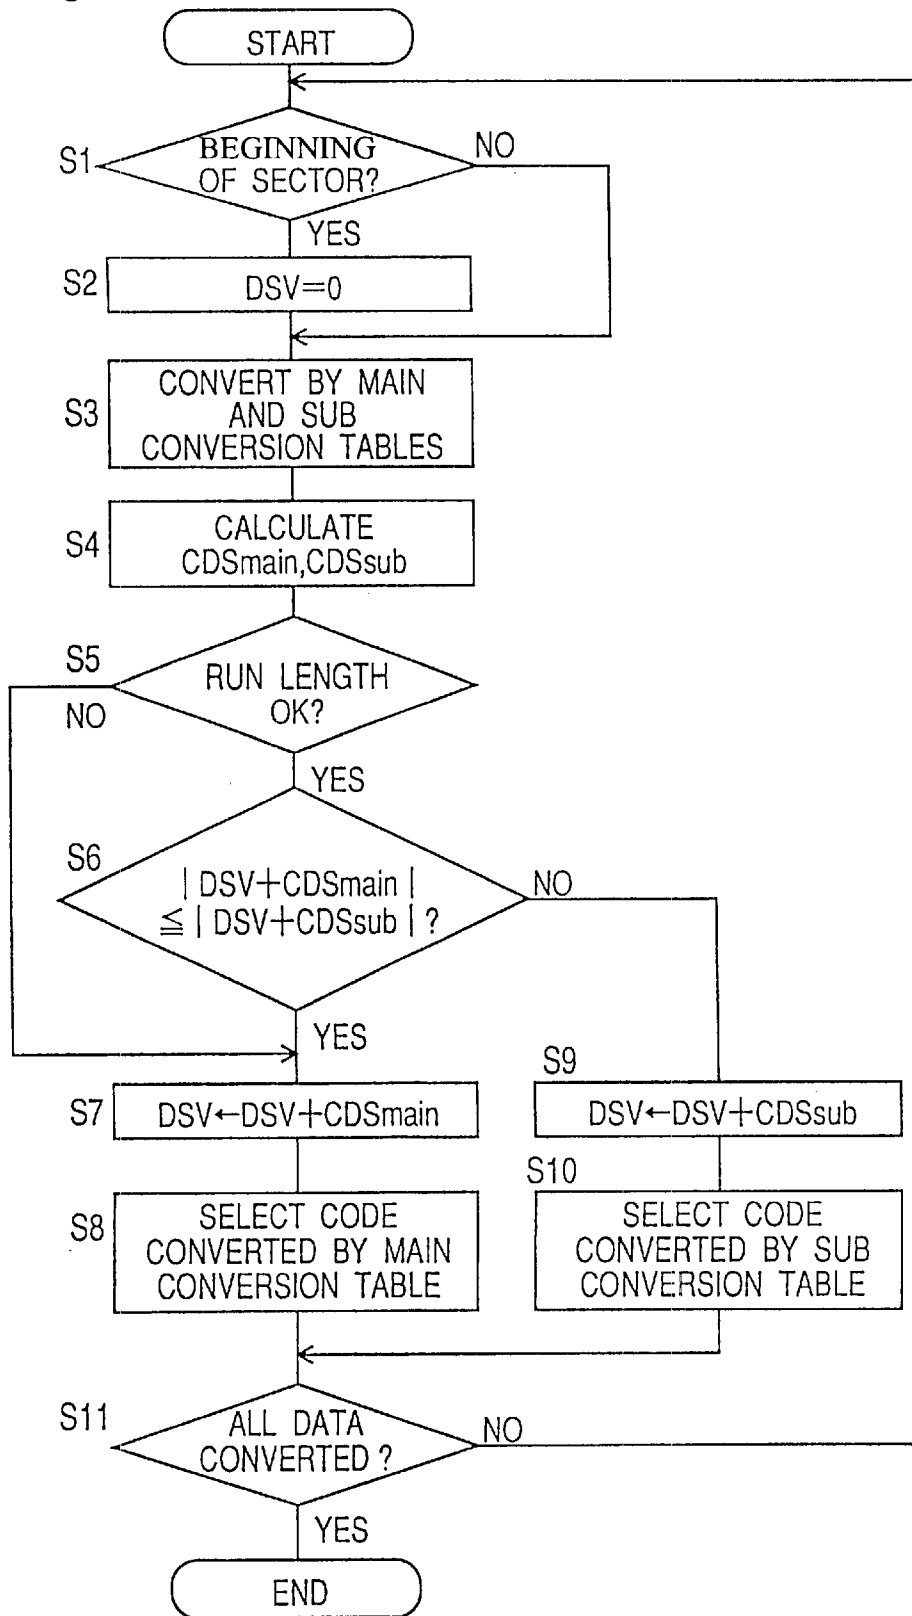 START
S1
BEGINNING
OF SECTOR?
NO
YES
S2
DSV=0
S3
CONVERT BY MAIN
AND SUB
CONVERSION TABLES
S4
CALCULATE
CDSmain,CDSsub
S5
RUN LENGTH
OK?
NO
YES
S6
| DSV+CDSmain |
≦ | DSV+CDSsub | ?
NO
YES
S7
DSV←DSV+CDSmain
S9
DSV←DSV+CDSsub
S8
SELECT CODE
CONVERTED BY MAIN
CONVERSION TABLE
S10
SELECT CODE
CONVERTED BY SUB
CONVERSION TABLE
S11
ALL DATA
CONVERTED ?
NO
YES
END